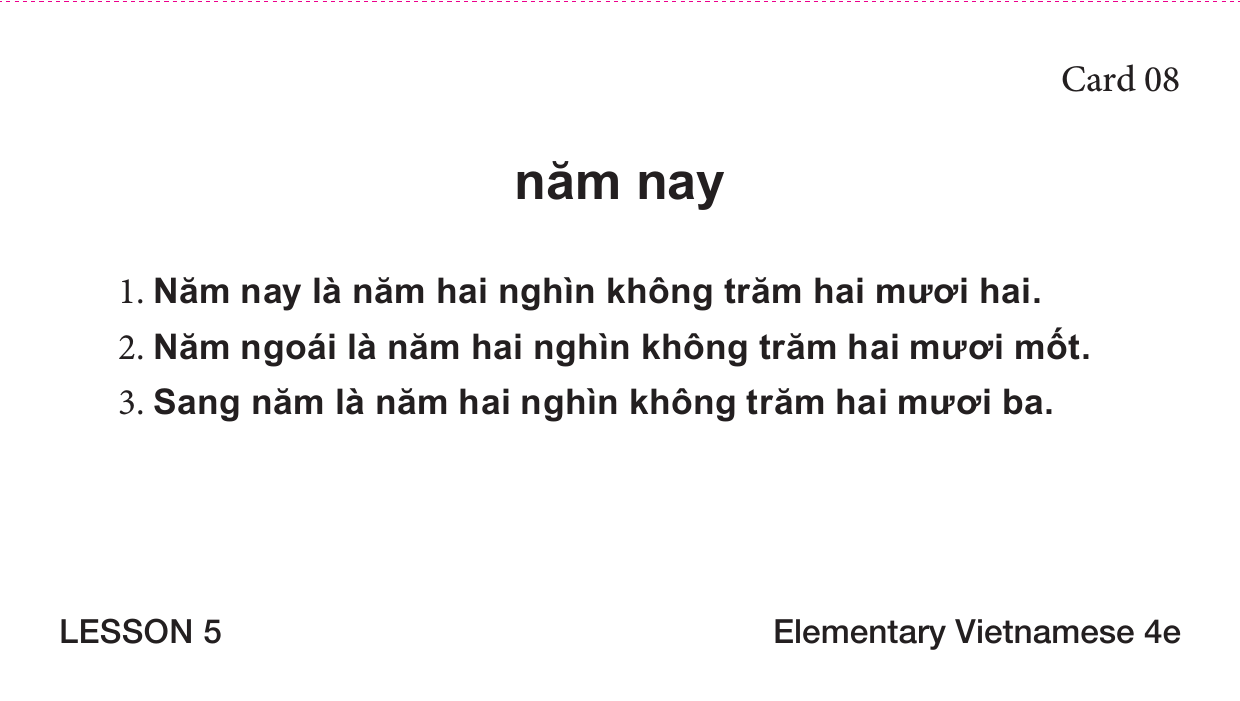 Card 08
năm nay
1. Năm nay là năm hai nghìn không trăm hai mươi hai.
2. Năm ngoái là năm hai nghìn không trăm hai mươi mốt.
3. Sang năm là năm hai nghìn không trăm hai mươi ba.
LESSON 5 Elementary Vietnamese 4e